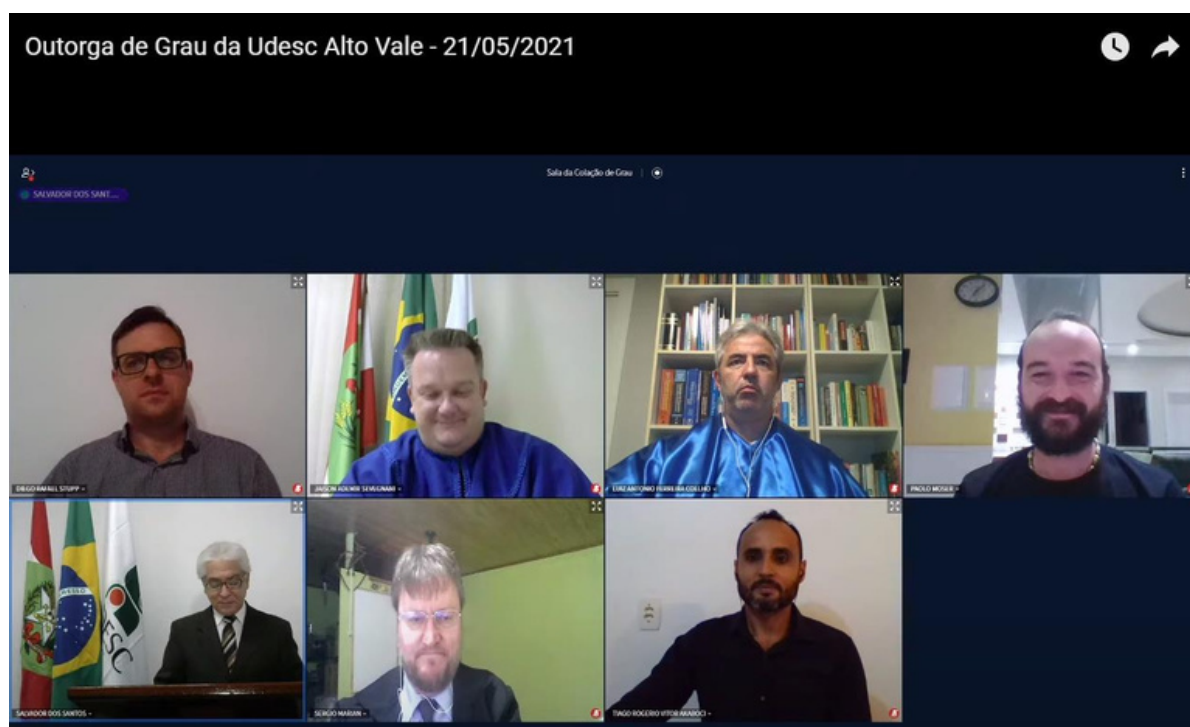 Outorga de Grau da Udesc Alto Vale - 21/05/2021
Sala da Colação de Grau
SALVADOR DOS SANT...
DIEGO RAFAEL STUPP
JAISON ADEMIR SEVEGNANI
LUIZ ANTONIO FERREIRA COELHO
PAOLO MOSER
ESC
SALVADOR DOS SANTOS
SERGIO MARIAN
TIAGO ROGERIO VITOR